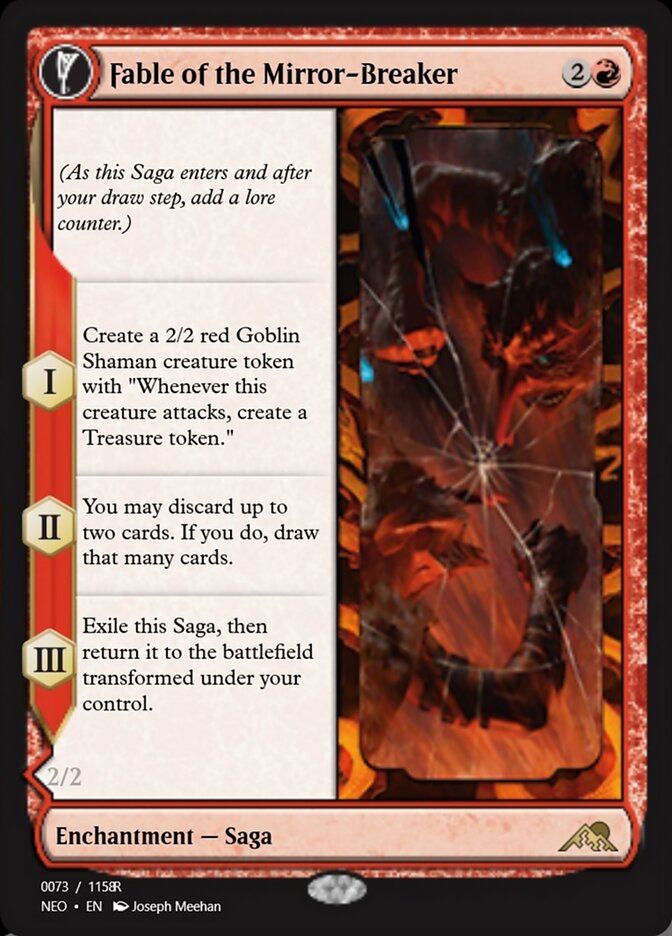 Fable of the Mirror-Breaker
2
(As this Saga enters and after
your draw step, add a lore
counter.)
I
Create a 2/2 red Goblin
Shaman creature token
with "Whenever this
creature attacks, create a
Treasure token."
II
You may discard up to
two cards. If you do, draw
that many cards.
III
Exile this Saga, then
return it to the battlefield
transformed under your
control.
2/2
Enchantment — Saga
0073 / 1158R
NEO • EN Joseph Meehan